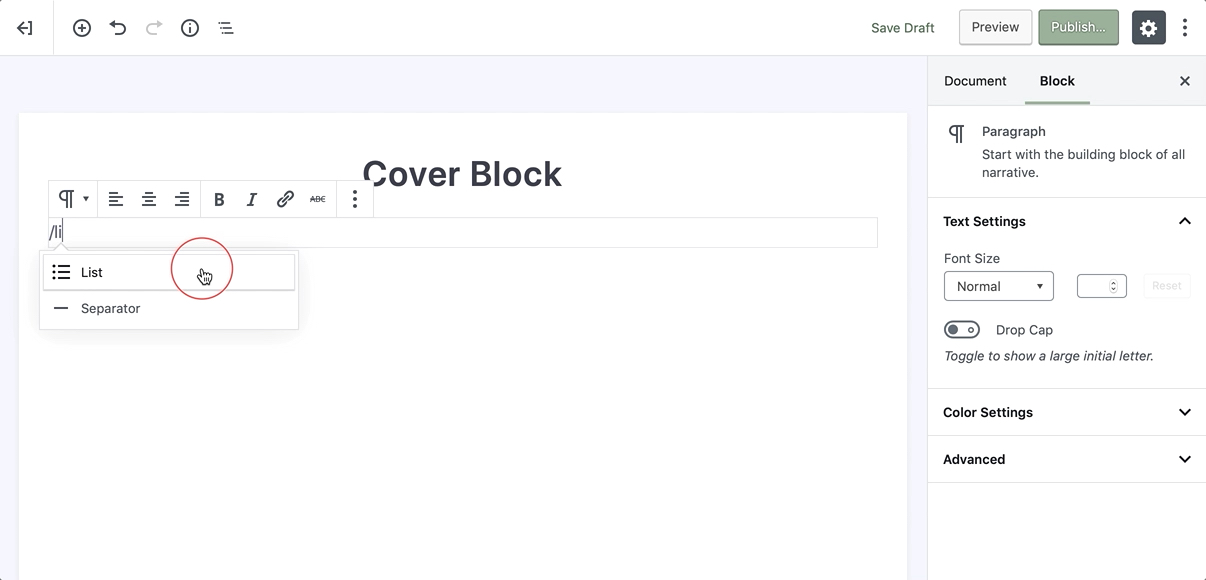 Save Draft
Preview
Publish...
Document
Block
Paragraph
Start with the building block of all
narrative.
Cover Block
B I ABC
/li
List
Separator
Text Settings
Font Size
Normal
Reset
Drop Cap
Toggle to show a large initial letter.
Color Settings
Advanced